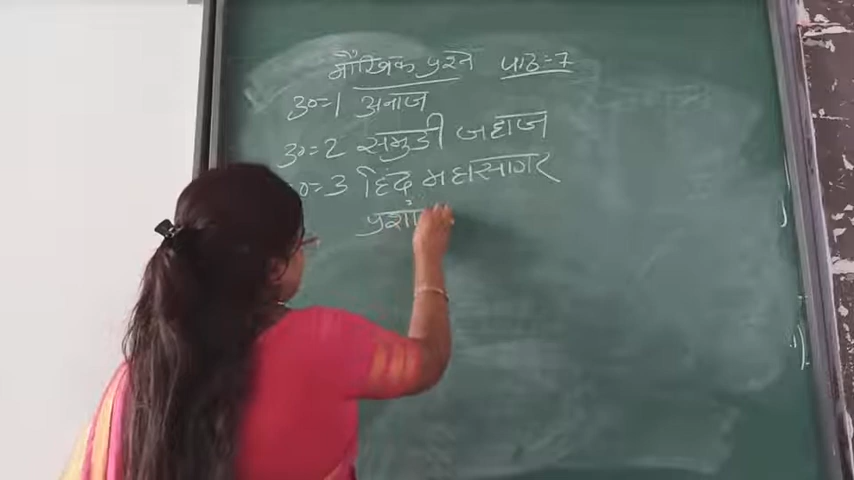 मौखिक प्रश्न पाठ-7
उ०=1 अनाज
उ०=2 समुद्री जहाज
उ०=3 हिंद महासागर
प्रशां